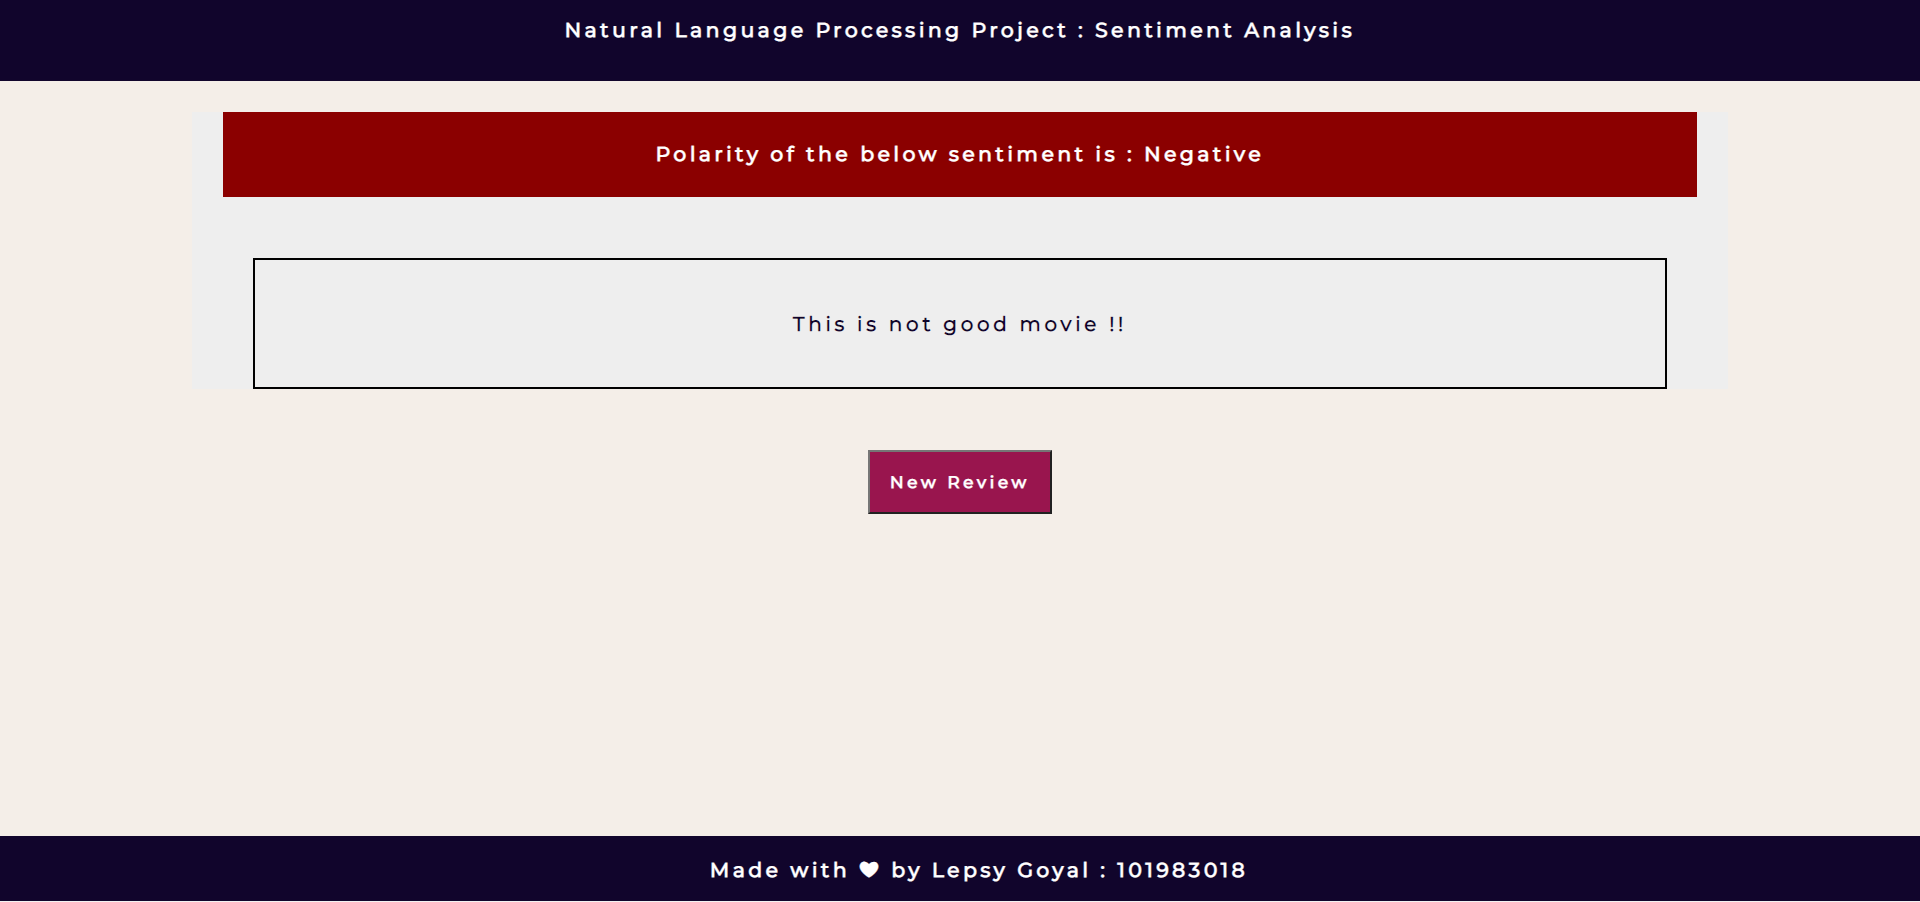 Natural Language Processing Project : Sentiment Analysis
Polarity of the below sentiment is : Negative
This is not good movie !!
New Review
Made with ♥ by Lepsy Goyal : 101983018